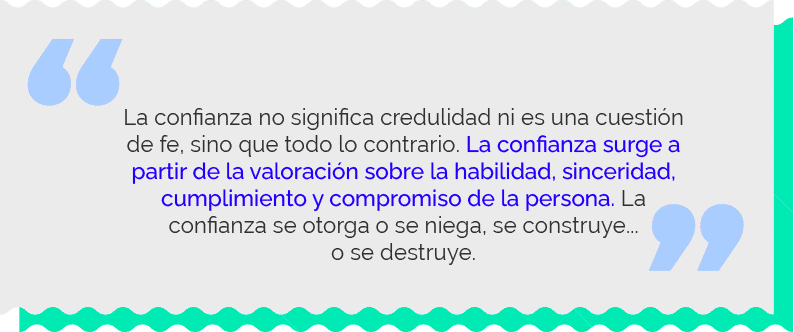 La confianza no significa credulidad ni es una cuestión
de fe, sino que todo lo contrario. La confianza surge a
partir de la valoración sobre la habilidad, sinceridad,
cumplimiento y compromiso de la persona. La
confianza se otorga o se niega, se construye...
o se destruye.